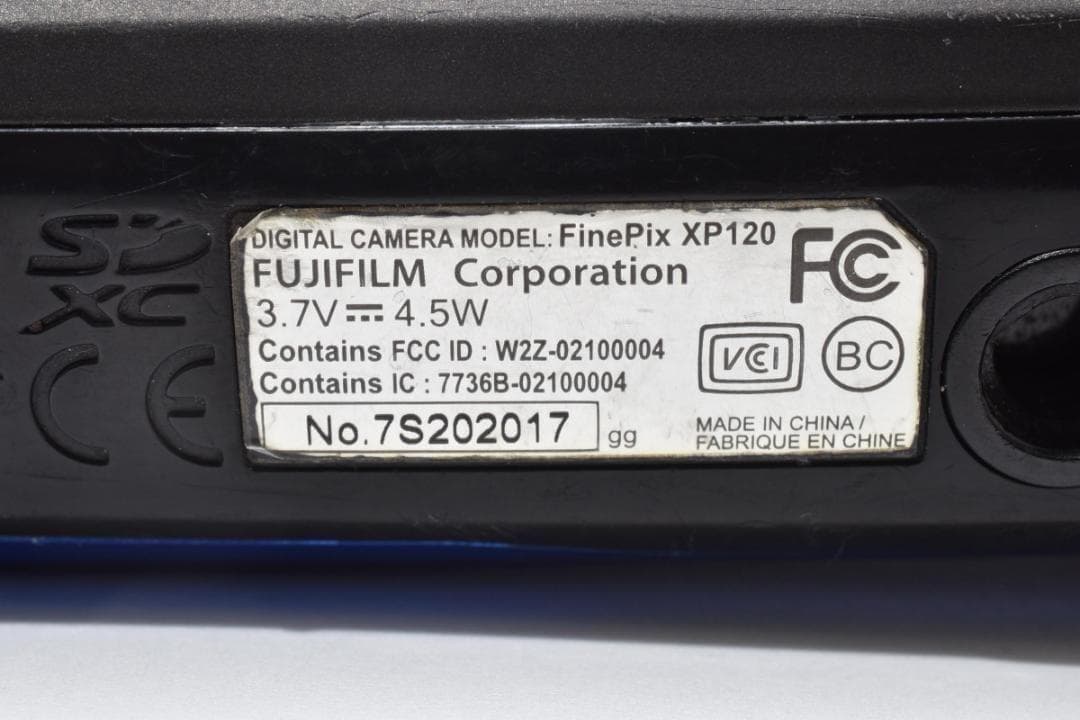 DIGITAL CAMERA MODEL: FinePix XP120
FUJIFILM Corporation
3.7V⎓4.5W
Contains FCC ID : W2Z-02100004
Contains IC : 7736B-02100004
No.7S202017 gg
FC
VCCI
BC
MADE IN CHINA /
FABRIQUE EN CHINE
SD
XC
CE